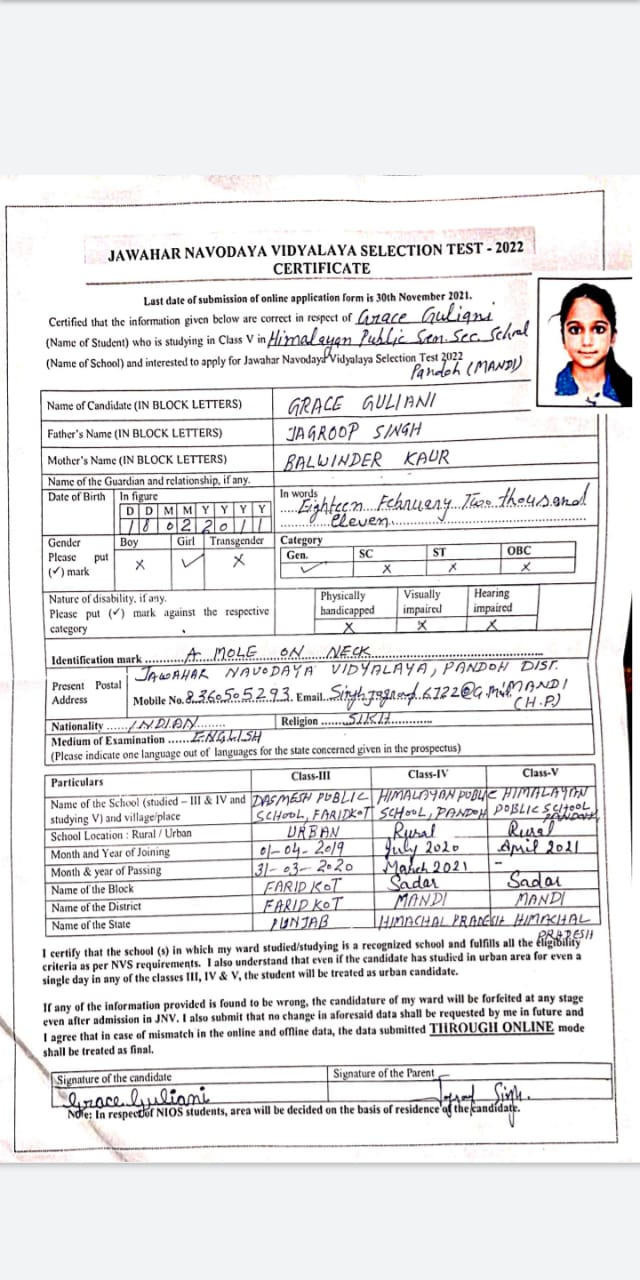 JAWAHAR NAVODAYA VIDYALAYA SELECTION TEST - 2022
CERTIFICATE
Last date of submission of online application form is 30th November 2021.
Certified that the information given below are correct in respect of Grace Guliani
(Name of Student) who is studying in Class V in Himalayan Public Sen. Sec. School
(Name of School) and interested to apply for Jawahar Navodaya Vidyalaya Selection Test 2022
Pandoh (MANDI)
Name of Candidate (IN BLOCK LETTERS) GRACE GULIANI
Father's Name (IN BLOCK LETTERS) JAGROOP SINGH
Mother's Name (IN BLOCK LETTERS) BALWINDER KAUR
Name of the Guardian and relationship, if any.
Date of Birth In figure In words
D D M M Y Y Y Y
1 8 0 2 2 0 1 1
Eighteen February Two thousand
eleven
Gender Boy Girl Transgender Category
Please put (✓) mark X ✓ X
Gen. SC ST OBC
✓ X X X
Nature of disability, if any.
Please put (✓) mark against the respective
category
Physically handicapped Visually impaired Hearing impaired
X X X
Identification mark A MOLE ON NECK
Present Postal Address JAWAHAR NAVODAYA VIDYALAYA, PANDOH DIST.
MANDI
(H.P)
Mobile No. 8360505293 Email.
Nationality INDIAN Religion SIKH
Medium of Examination ENGLISH
(Please indicate one language out of languages for the state concerned given in the prospectus)
Particulars Class-III Class-IV Class-V
Name of the School (studied – III & IV and studying V) and village/place DASMESH PUBLIC SCHOOL, FARIDKOT HIMALAYAN PUBLIC SCHOOL, PANDOH HIMALAYAN PUBLIC SCHOOL PANDOH
School Location : Rural / Urban URBAN Rural Rural
Month and Year of Joining 01-04-2019 July 2020 April 2021
Month & year of Passing 31-03-2020 March 2021 -
Name of the Block FARIDKOT Sadar Sadar
Name of the District FARIDKOT MANDI MANDI
Name of the State PUNJAB HIMACHAL PRADESH HIMACHAL PRADESH
I certify that the school (s) in which my ward studied/studying is a recognized school and fulfills all the eligibility
criteria as per NVS requirements. I also understand that even if the candidate has studied in urban area for even a
single day in any of the classes III, IV & V, the student will be treated as urban candidate.
If any of the information provided is found to be wrong, the candidature of my ward will be forfeited at any stage
even after admission in JNV. I also submit that no change in aforesaid data shall be requested by me in future and
I agree that in case of mismatch in the online and offline data, the data submitted THROUGH ONLINE mode
shall be treated as final.
Signature of the candidate Signature of the Parent
Grace Guliani Singh.
Note: In respect of NIOS students, area will be decided on the basis of residence of the candidate.